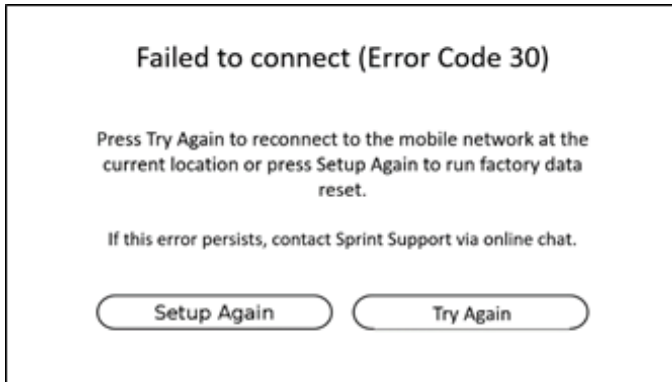 Failed to connect (Error Code 30)
Press Try Again to reconnect to the mobile network at the
current location or press Setup Again to run factory data
reset.
If this error persists, contact Sprint Support via online chat.
Setup Again
Try Again